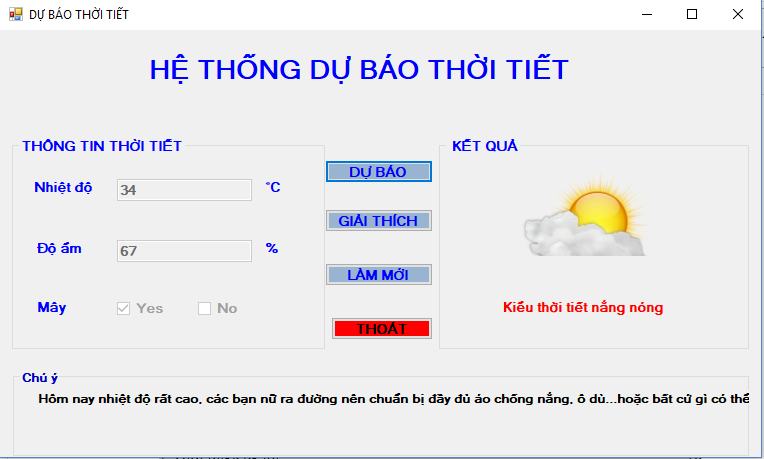 DỰ BÁO THỜI TIẾT
HỆ THỐNG DỰ BÁO THỜI TIẾT
THÔNG TIN THỜI TIẾT
Nhiệt độ 34 °C
Độ ẩm 67 %
Mây Yes No
DỰ BÁO
GIẢI THÍCH
LÀM MỚI
THOÁT
KẾT QUẢ
Kiểu thời tiết nắng nóng
Chú ý
Hôm nay nhiệt độ rất cao, các bạn nữ ra đường nên chuẩn bị đầy đủ áo chống nắng, ô dù...hoặc bất cứ gì có thể